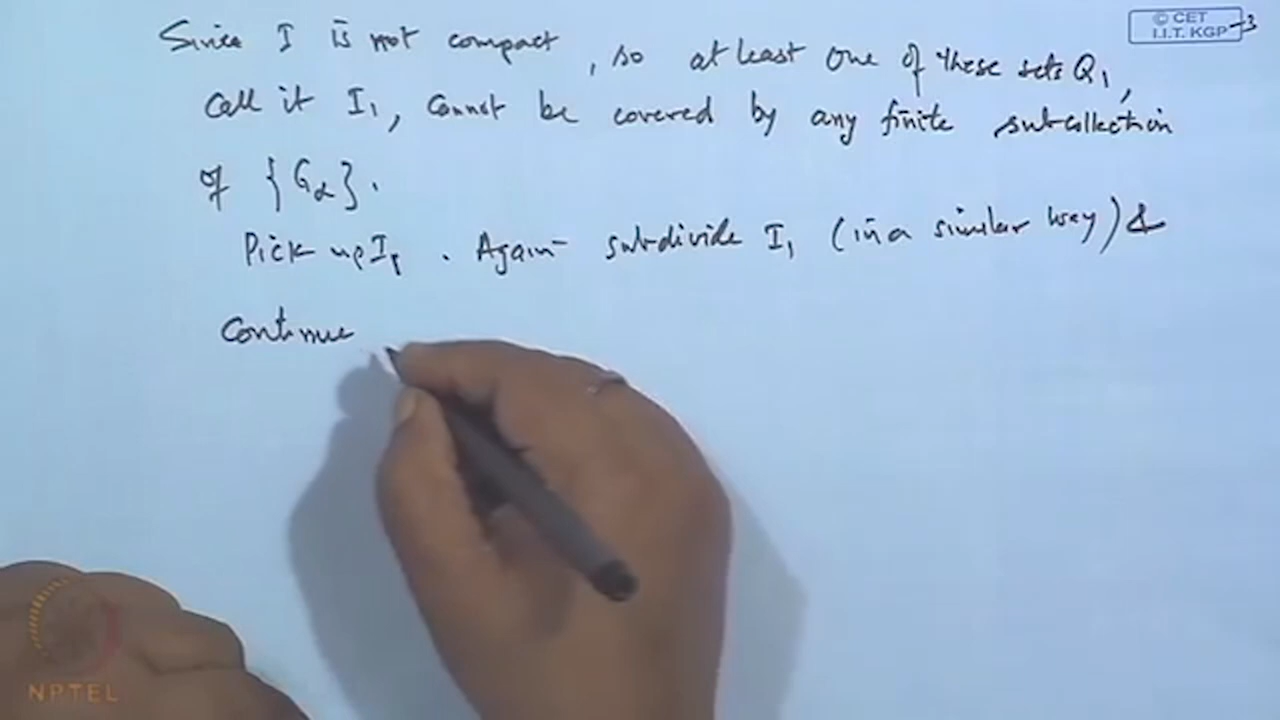 © CET
I.I.T. KGP
-3
Since I is not compact, so at least one of these sets Q1,
call it I1, cannot be covered by any finite subcollection
of {Gα}.
Pick up I1. Again subdivide I1 (in a similar way) &
Continue
NPTEL